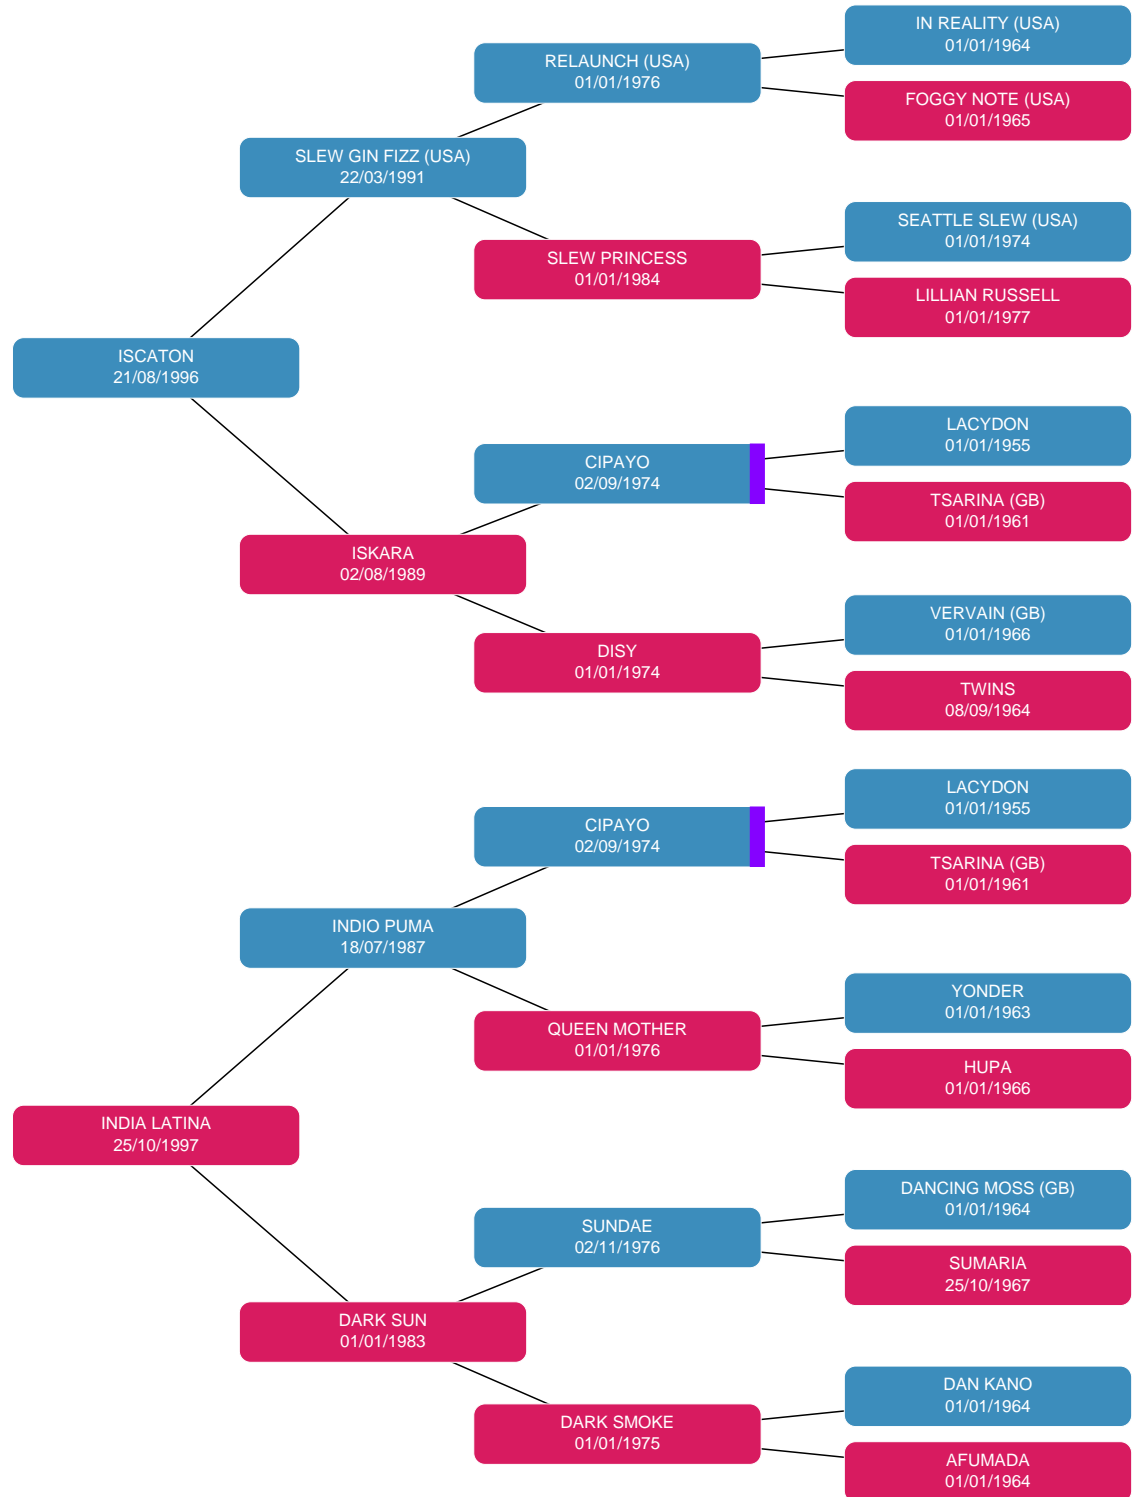 IN REALITY (USA)
01/01/1964
RELAUNCH (USA)
01/01/1976
FOGGY NOTE (USA)
01/01/1965
SLEW GIN FIZZ (USA)
22/03/1991
SEATTLE SLEW (USA)
01/01/1974
SLEW PRINCESS
01/01/1984
LILLIAN RUSSELL
01/01/1977
ISCATON
21/08/1996
LACYDON
01/01/1955
CIPAYO
02/09/1974
TSARINA (GB)
01/01/1961
ISKARA
02/08/1989
VERVAIN (GB)
01/01/1966
DISY
01/01/1974
TWINS
08/09/1964
LACYDON
01/01/1955
CIPAYO
02/09/1974
TSARINA (GB)
01/01/1961
INDIO PUMA
18/07/1987
YONDER
01/01/1963
QUEEN MOTHER
01/01/1976
HUPA
01/01/1966
INDIA LATINA
25/10/1997
DANCING MOSS (GB)
01/01/1964
SUNDAE
02/11/1976
SUMARIA
25/10/1967
DARK SUN
01/01/1983
DAN KANO
01/01/1964
DARK SMOKE
01/01/1975
AFUMADA
01/01/1964